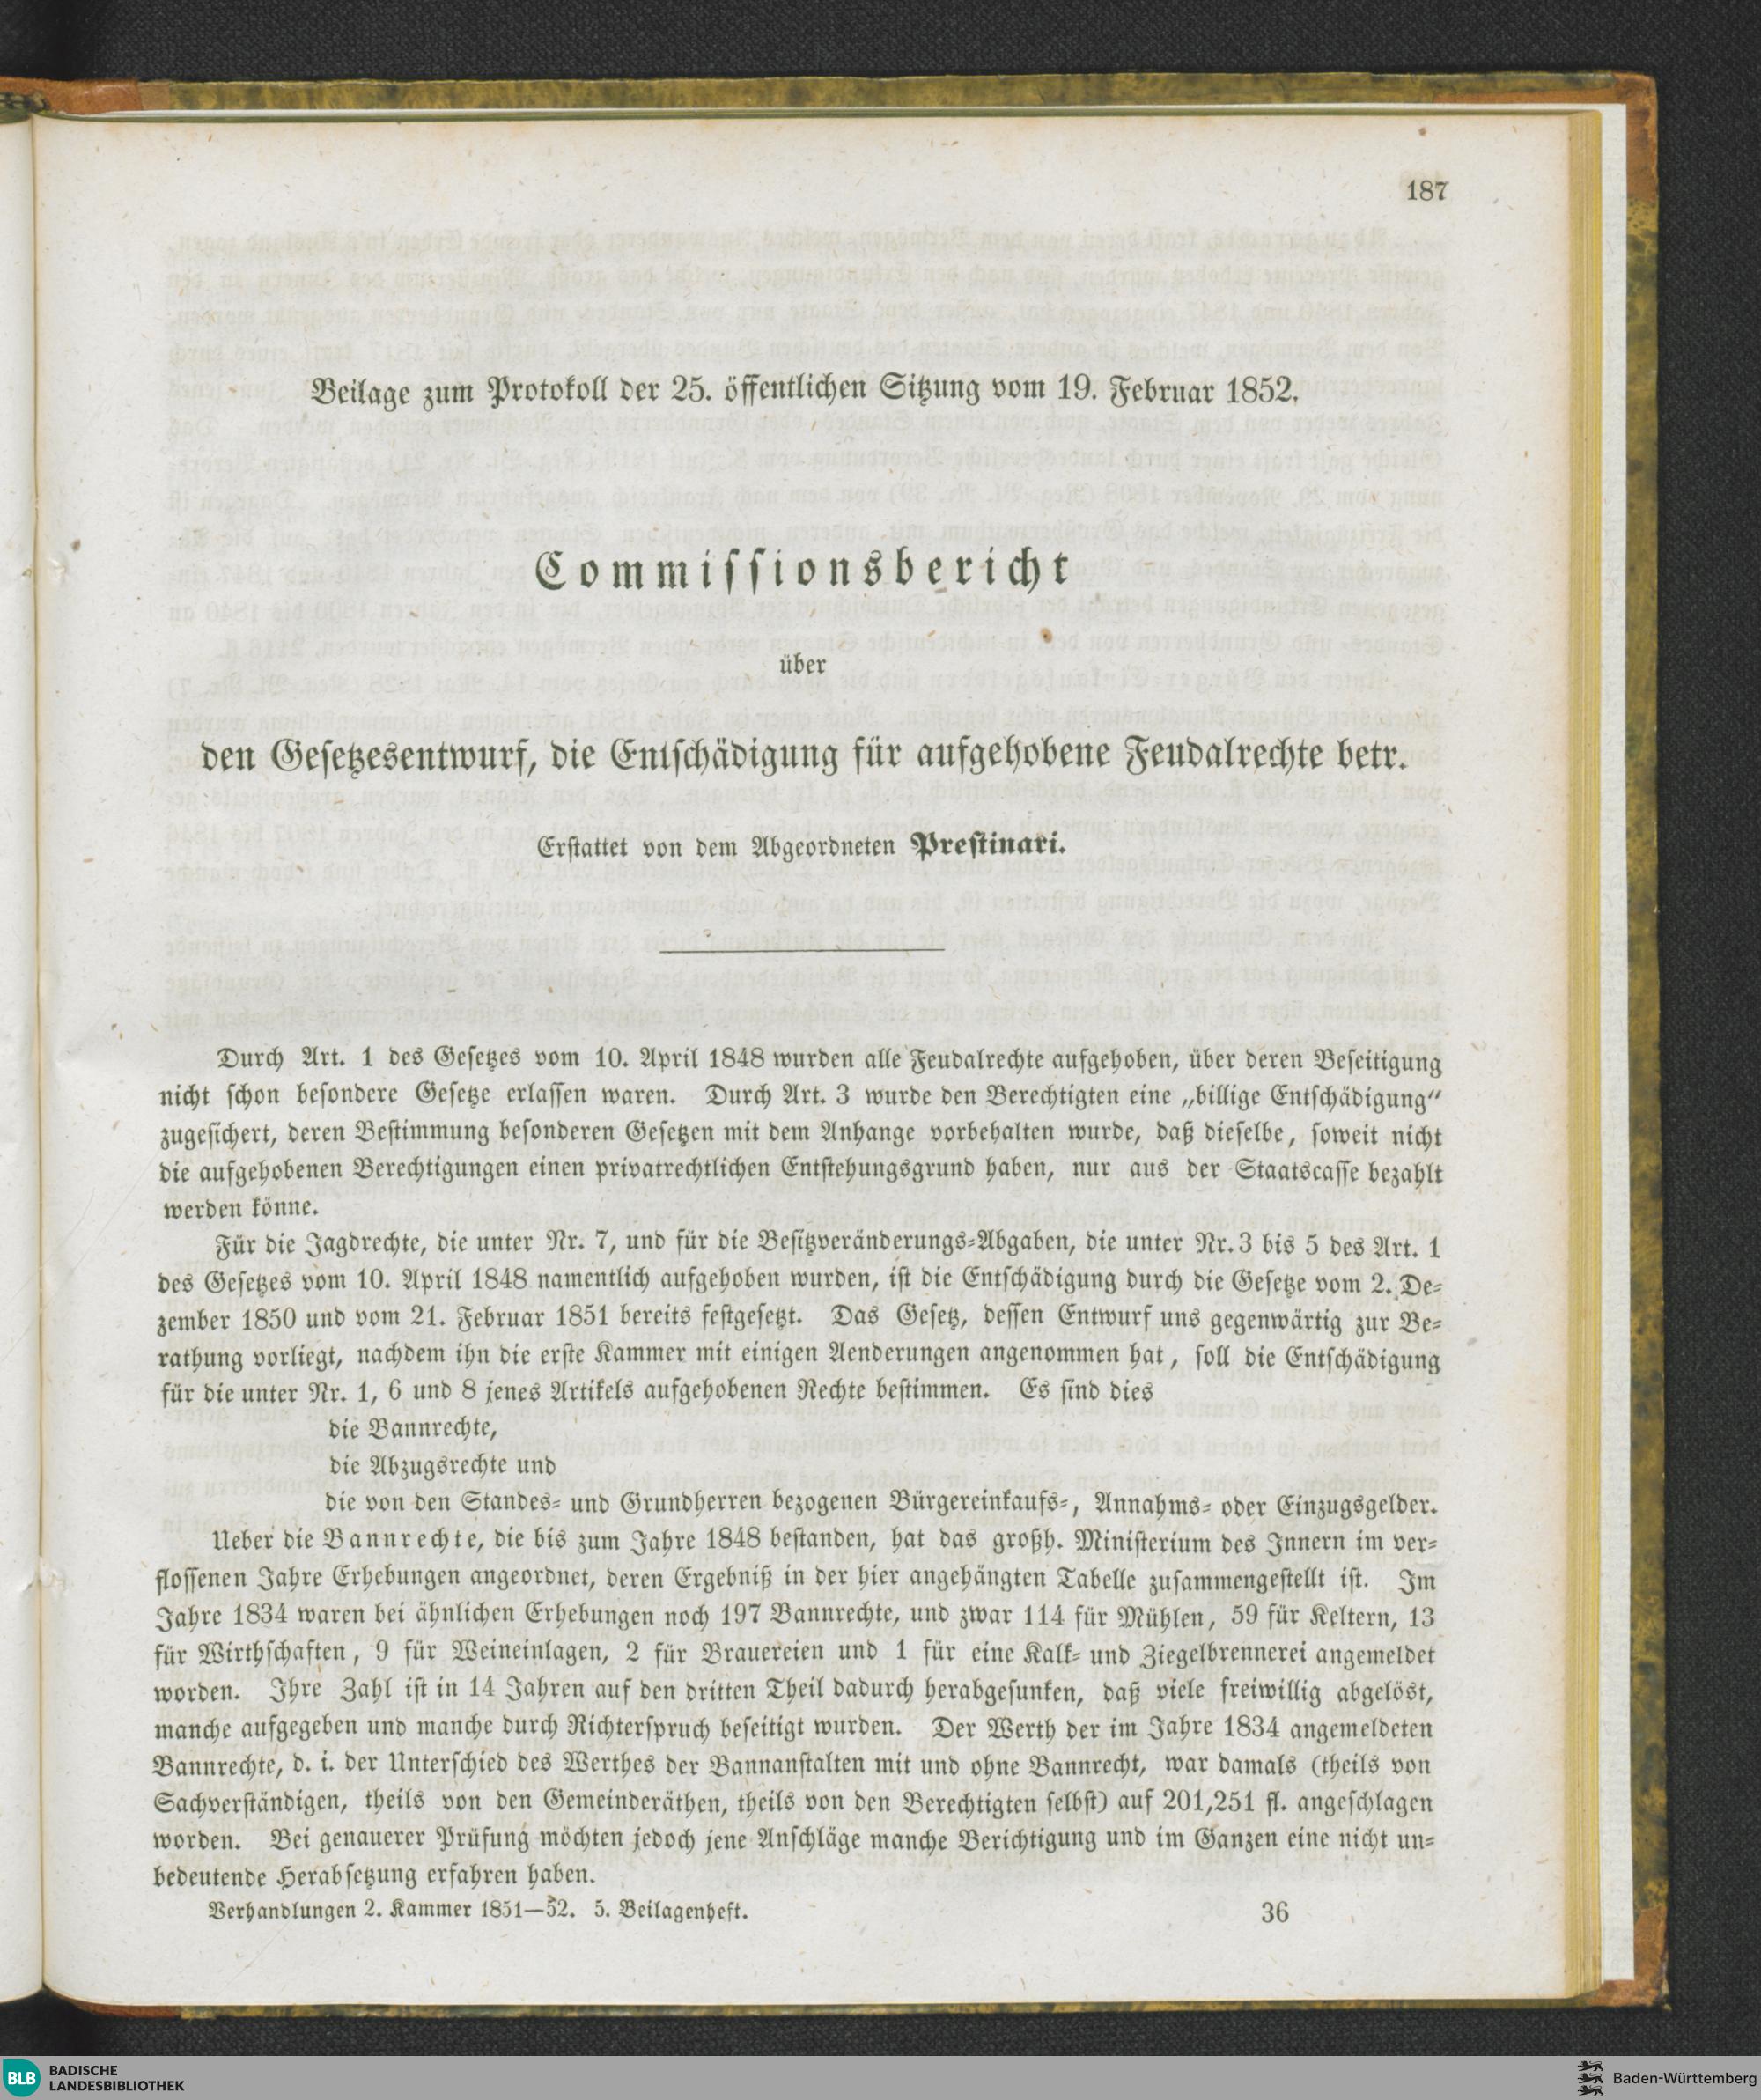 187
Beilage zum Protokoll der 25. öffentlichen Sitzung vom 19. Februar 1852.
Commissionsbericht
über
den Gesetzesentwurf, die Entschädigung für aufgehobene Feudalrechte betr.
Erstattet von dem Abgeordneten Prestinari.
Durch Art. 1 des Gesetzes vom 10. April 1848 wurden alle Feudalrechte aufgehoben, über deren Beseitigung
nicht schon besondere Gesetze erlassen waren. Durch Art. 3 wurde den Berechtigten eine „billige Entschädigung“
zugesichert, deren Bestimmung besonderen Gesetzen mit dem Anhange vorbehalten wurde, daß dieselbe, soweit nicht
die aufgehobenen Berechtigungen einen privatrechtlichen Entstehungsgrund haben, nur aus der Staatscasse bezahlt
werden könne.
Für die Jagdrechte, die unter Nr. 7, und für die Besitzveränderungs-Abgaben, die unter Nr. 3 bis 5 des Art. 1
des Gesetzes vom 10. April 1848 namentlich aufgehoben wurden, ist die Entschädigung durch die Gesetze vom 2. De-
zember 1850 und vom 21. Februar 1851 bereits festgesetzt. Das Gesetz, dessen Entwurf uns gegenwärtig zur Be-
rathung vorliegt, nachdem ihn die erste Kammer mit einigen Aenderungen angenommen hat, soll die Entschädigung
für die unter Nr. 1, 6 und 8 jenes Artikels aufgehobenen Rechte bestimmen. Es sind dies
die Bannrechte,
die Abzugsrechte und
die von den Standes- und Grundherren bezogenen Bürgereinkaufs-, Annahms- oder Einzugsgelder.
Ueber die Bannrechte, die bis zum Jahre 1848 bestanden, hat das großh. Ministerium des Innern im ver-
flossenen Jahre Erhebungen angeordnet, deren Ergebniß in der hier angehängten Tabelle zusammengestellt ist. Im
Jahre 1834 waren bei ähnlichen Erhebungen noch 197 Bannrechte, und zwar 114 für Mühlen, 59 für Keltern, 13
für Wirthschaften, 9 für Weineinlagen, 2 für Brauereien und 1 für eine Kalk- und Ziegelbrennerei angemeldet
worden. Ihre Zahl ist in 14 Jahren auf den dritten Theil dadurch herabgesunken, daß viele freiwillig abgelöst,
manche aufgegeben und manche durch Richterspruch beseitigt wurden. Der Werth der im Jahre 1834 angemeldeten
Bannrechte, d. i. der Unterschied des Werthes der Bannanstalten mit und ohne Bannrecht, war damals (theils von
Sachverständigen, theils von den Gemeinderäthen, theils von den Berechtigten selbst) auf 201,251 fl. angeschlagen
worden. Bei genauerer Prüfung möchten jedoch jene Anschläge manche Berichtigung und im Ganzen eine nicht un-
bedeutende Herabsetzung erfahren haben.
Verhandlungen 2. Kammer 1851—52. 5. Beilagenheft.
36
BLB BADISCHE
LANDESBIBLIOTHEK
Baden-Württemberg